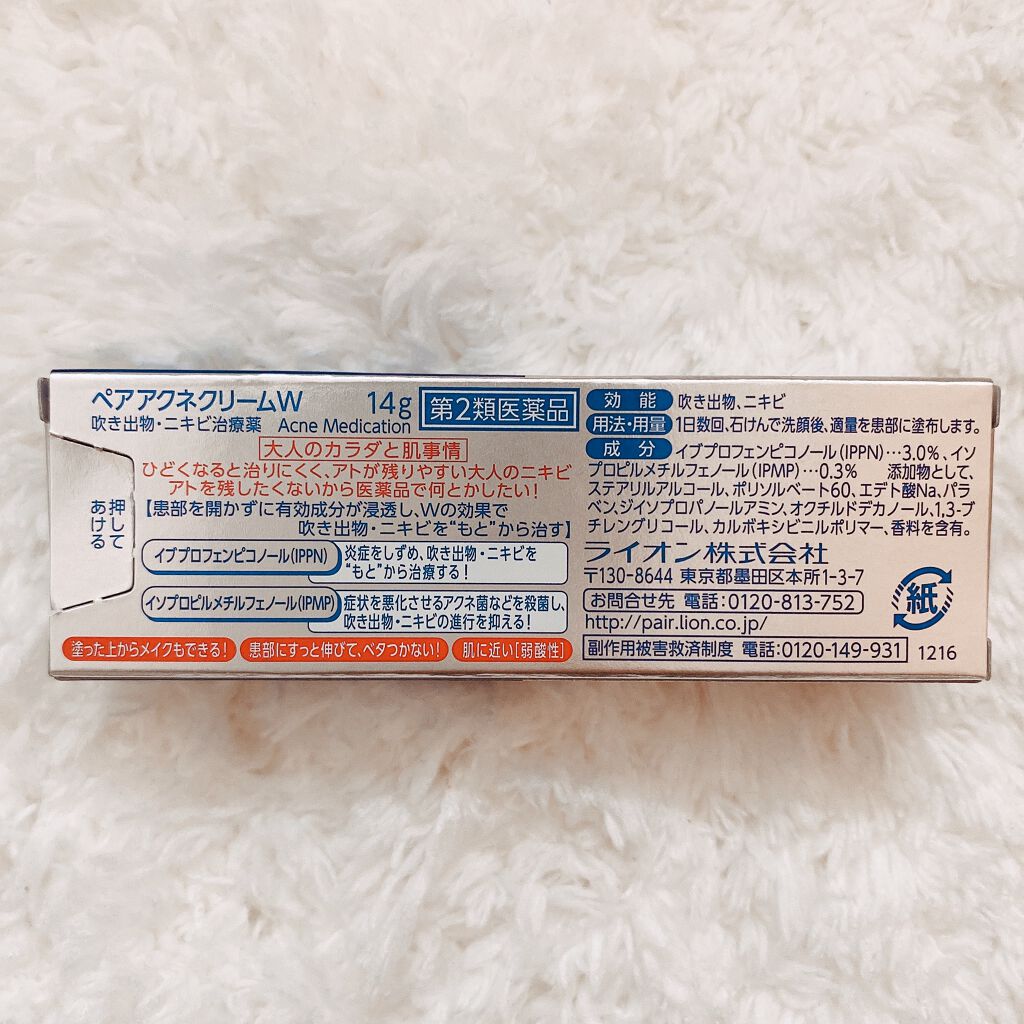 ペアアクネクリームW 14g 第2類医薬品
吹き出物・ニキビ治療薬 Acne Medication
大人のカラダと肌事情
ひどくなると治りにくく、アトが残りやすい大人のニキビ
アトを残したくないから医薬品で何とかしたい!
【患部を開かずに有効成分が浸透し、Wの効果で
吹き出物・ニキビを“もと”から治す】
イブプロフェンピコノール(IPPN) 炎症をしずめ、吹き出物・ニキビを
“もと”から治療する!
イソプロピルメチルフェノール(IPMP) 症状を悪化させるアクネ菌などを殺菌し、
吹き出物・ニキビの進行を抑える!
塗った上からメイクもできる! 患部にすっと伸びて、ベタつかない! 肌に近い[弱酸性]
押して
あける
効能 吹き出物、ニキビ
用法・用量 1日数回、石けんで洗顔後、適量を患部に塗布します。
成分 イブプロフェンピコノール(IPPN)…3.0%、イソ
プロピルメチルフェノール(IPMP)…0.3% 添加物として、
ステアリルアルコール、ポリソルベート60、エデト酸Na、パラ
ベン、ジイソプロパノールアミン、オクチルドデカノール、1,3-ブ
チレングリコール、カルボキシビニルポリマー、香料を含有。
ライオン株式会社
〒130-8644 東京都墨田区本所1-3-7
お問合せ先 電話:0120-813-752
http://pair.lion.co.jp/
副作用被害救済制度 電話:0120-149-931 1216
紙